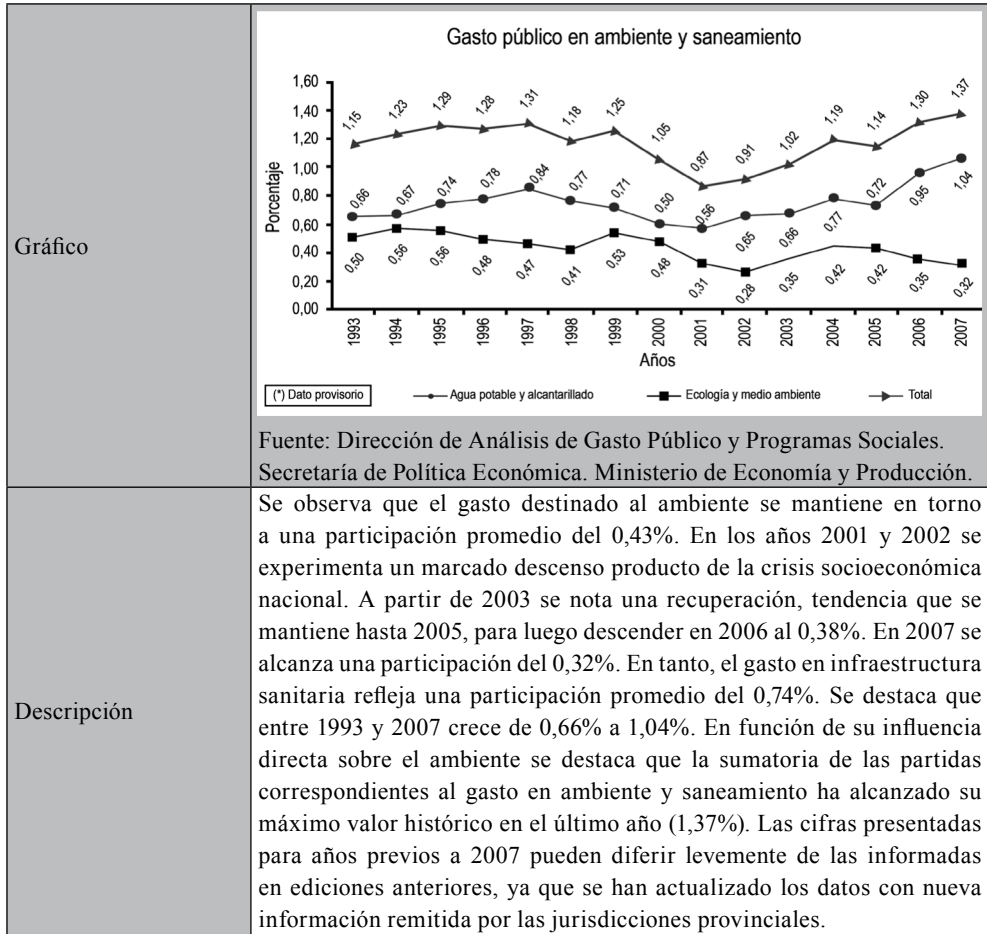 Gráfico
Gasto público en ambiente y saneamiento
Porcentaje
1,60
1,40
1,20
1,00
0,80
0,60
0,40
0,20
0,00
1,15 1,23 1,29 1,28 1,31 1,18 1,25 1,05 0,87 0,91 1,02 1,19 1,14 1,30 1,37
0,66 0,67 0,74 0,78 0,84 0,77 0,71 0,50 0,56 0,65 0,66 0,77 0,72 0,95 1,04
0,50 0,56 0,56 0,48 0,47 0,41 0,53 0,48 0,31 0,28 0,35 0,42 0,42 0,35 0,32
1993 1994 1995 1996 1997 1998 1999 2000 2001 2002 2003 2004 2005 2006 2007
Años
(*) Dato provisorio Agua potable y alcantarillado Ecología y medio ambiente Total
Fuente: Dirección de Análisis de Gasto Público y Programas Sociales.
Secretaría de Política Económica. Ministerio de Economía y Producción.
Descripción
Se observa que el gasto destinado al ambiente se mantiene en torno
a una participación promedio del 0,43%. En los años 2001 y 2002 se
experimenta un marcado descenso producto de la crisis socioeconómica
nacional. A partir de 2003 se nota una recuperación, tendencia que se
mantiene hasta 2005, para luego descender en 2006 al 0,38%. En 2007 se
alcanza una participación del 0,32%. En tanto, el gasto en infraestructura
sanitaria refleja una participación promedio del 0,74%. Se destaca que
entre 1993 y 2007 crece de 0,66% a 1,04%. En función de su influencia
directa sobre el ambiente se destaca que la sumatoria de las partidas
correspondientes al gasto en ambiente y saneamiento ha alcanzado su
máximo valor histórico en el último año (1,37%). Las cifras presentadas
para años previos a 2007 pueden diferir levemente de las informadas
en ediciones anteriores, ya que se han actualizado los datos con nueva
información remitida por las jurisdicciones provinciales.